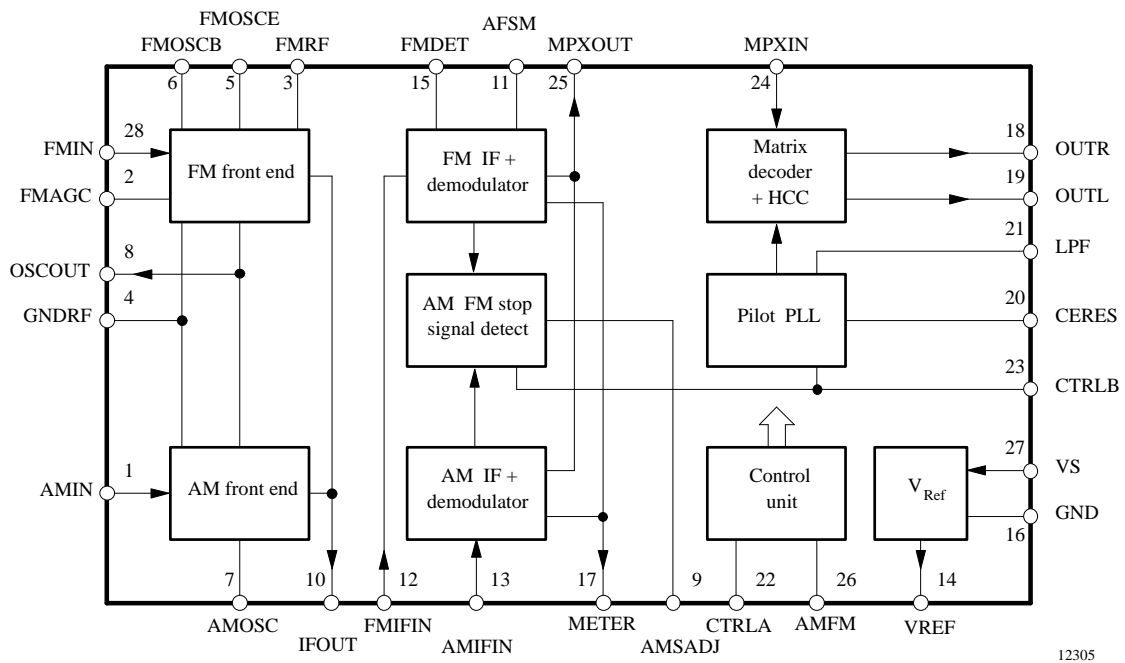 FMOSCE
AFSM
FMOSCB
FMRF
FMDET
MPXOUT
MPXIN
6
5
3
15
11
25
24
28
18
FMIN
FM front end
FM IF +
demodulator
Matrix
decoder
+ HCC
OUTR
2
19
FMAGC
OUTL
21
8
LPF
OSCOUT
4
AM FM stop
signal detect
Pilot PLL
20
GNDRF
CERES
23
CTRLB
27
1
VS
AMIN
AM front end
AM IF +
demodulator
Control
unit
VRef
GND
16
7
10
12
13
17
9
22
26
14
AMOSC
IFOUT
FMIFIN
AMIFIN
METER
AMSADJ
CTRLA
AMFM
VREF
12305